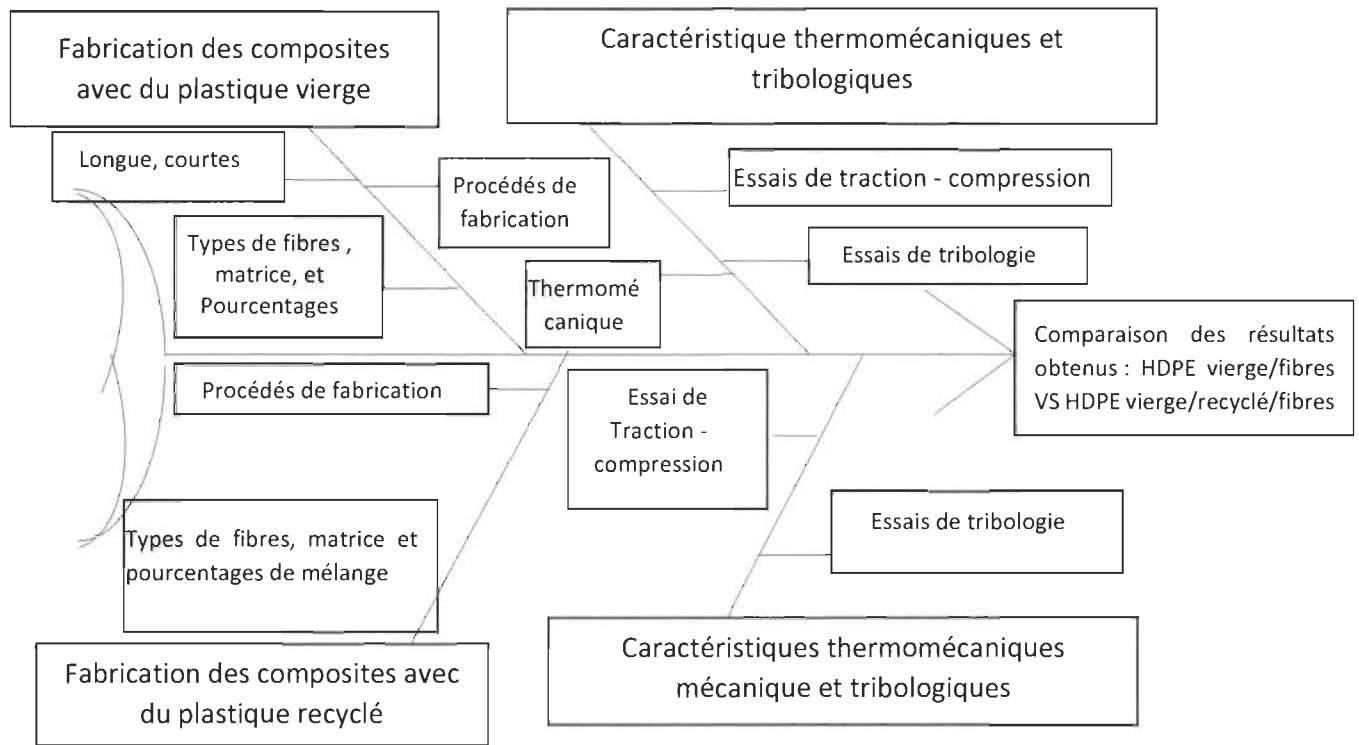 Fabrication des composites
avec du plastique vierge
Caractéristique thermomécaniques et
tribologiques
Longue, courtes
Procédés de
fabrication
Essais de traction - compression
Types de fibres ,
matrice, et
Pourcentages
Thermomé
canique
Essais de tribologie
Comparaison des résultats
obtenus : HDPE vierge/fibres
VS HDPE vierge/recyclé/fibres
Procédés de fabrication
Essai de
Traction -
compression
Types de fibres, matrice et
pourcentages de mélange
Essais de tribologie
Fabrication des composites avec
du plastique recyclé
Caractéristiques thermomécaniques
mécanique et tribologiques